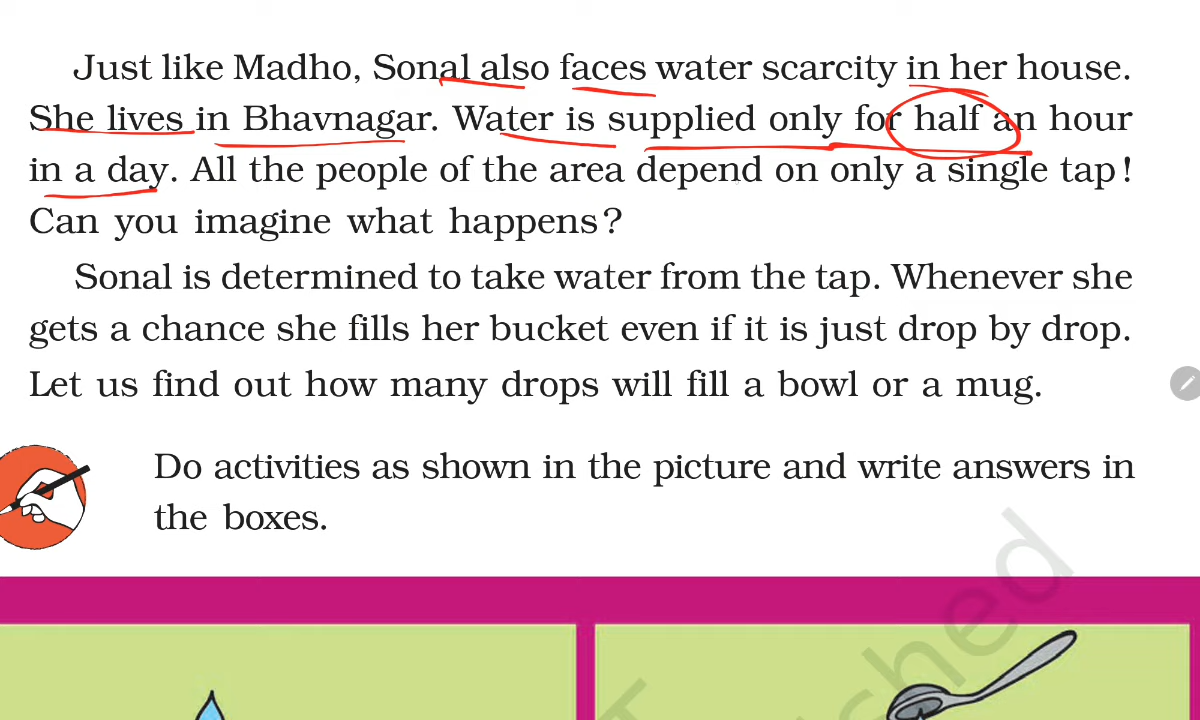 Just like Madho, Sonal also faces water scarcity in her house.
She lives in Bhavnagar. Water is supplied only for half an hour
in a day. All the people of the area depend on only a single tap!
Can you imagine what happens?
Sonal is determined to take water from the tap. Whenever she
gets a chance she fills her bucket even if it is just drop by drop.
Let us find out how many drops will fill a bowl or a mug.
Do activities as shown in the picture and write answers in
the boxes.